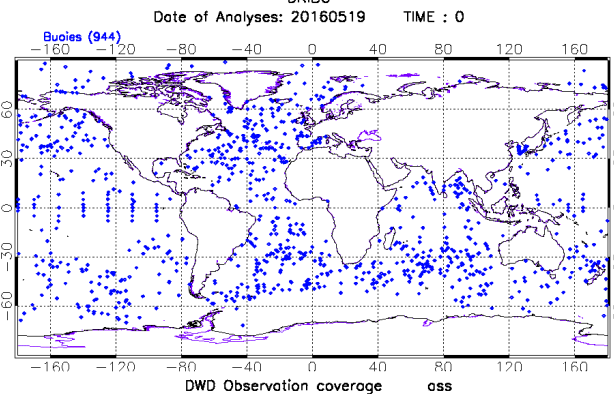 Date of Analyses: 20160519 TIME : 0
Buoies (944)
−160 −120 −80 −40 0 40 80 120 160
60
30
0
−30
−60
−160 −120 −80 −40 0 40 80 120 160
DWD Observation coverage ass